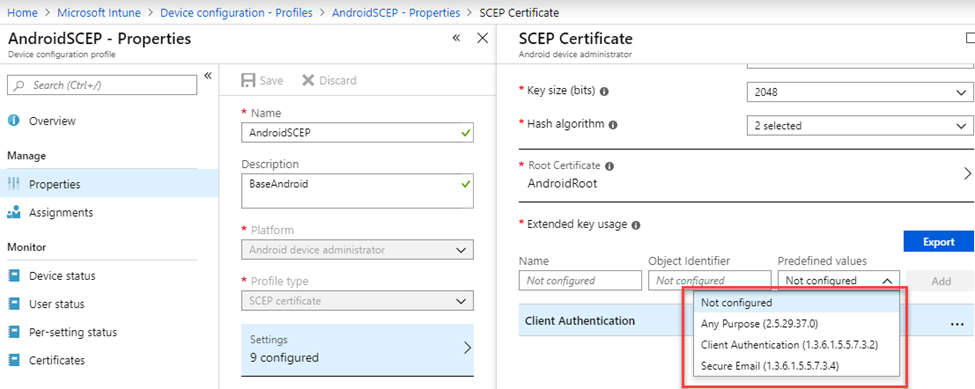 Home > Microsoft Intune > Device configuration - Profiles > AndroidSCEP - Properties > SCEP Certificate
AndroidSCEP - Properties
Device configuration profile
Search (Ctrl+/)
Overview
Manage
Properties
Assignments
Monitor
Device status
User status
Per-setting status
Certificates
Save
Discard
* Name
AndroidSCEP
Description
BaseAndroid
* Platform
Android device administrator
* Profile type
SCEP certificate
Settings
9 configured
SCEP Certificate
Android device administrator
* Key size (bits)
2048
* Hash algorithm
2 selected
* Root Certificate
AndroidRoot
* Extended key usage
Export
Name Object Identifier Predefined values
Not configured Not configured Not configured Add
Client Authentication
Not configured
Any Purpose (2.5.29.37.0)
Client Authentication (1.3.6.1.5.5.7.3.2)
Secure Email (1.3.6.1.5.5.7.3.4)